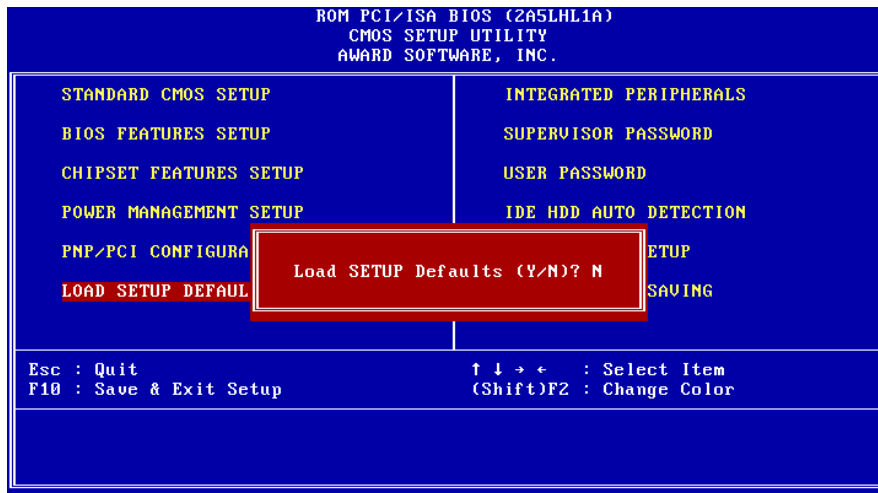 ROM PCI/ISA BIOS (2A5LHL1A)
CMOS SETUP UTILITY
AWARD SOFTWARE, INC.
STANDARD CMOS SETUP
BIOS FEATURES SETUP
CHIPSET FEATURES SETUP
POWER MANAGEMENT SETUP
PNP/PCI CONFIGURA
LOAD SETUP DEFAUL
INTEGRATED PERIPHERALS
SUPERVISOR PASSWORD
USER PASSWORD
IDE HDD AUTO DETECTION
ETUP
SAVING
Load SETUP Defaults (Y/N)? N
Esc : Quit
F10 : Save & Exit Setup
↑ ↓ → ← : Select Item
(Shift)F2 : Change Color